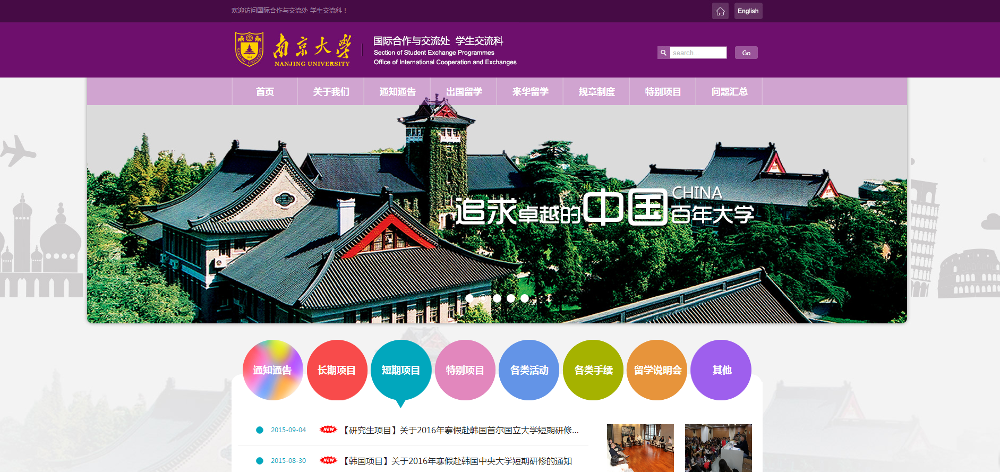 欢迎访问国际合作与交流处 学生交流科！
English
南京大学
NANJING UNIVERSITY
国际合作与交流处 学生交流科
Section of Student Exchange Programmes
Office of International Cooperation and Exchanges
search...
Go
首页 关于我们 通知通告 出国留学 来华留学 规章制度 特别项目 问题汇总
追求卓越的中国CHINA百年大学
通知通告 长期项目 短期项目 特别项目 各类活动 各类手续 留学说明会 其他
2015-09-04 NEW 【研究生项目】关于2016年寒假赴韩国首尔国立大学短期研修...
2015-08-30 NEW 【韩国项目】关于2016年寒假赴韩国中央大学短期研修的通知